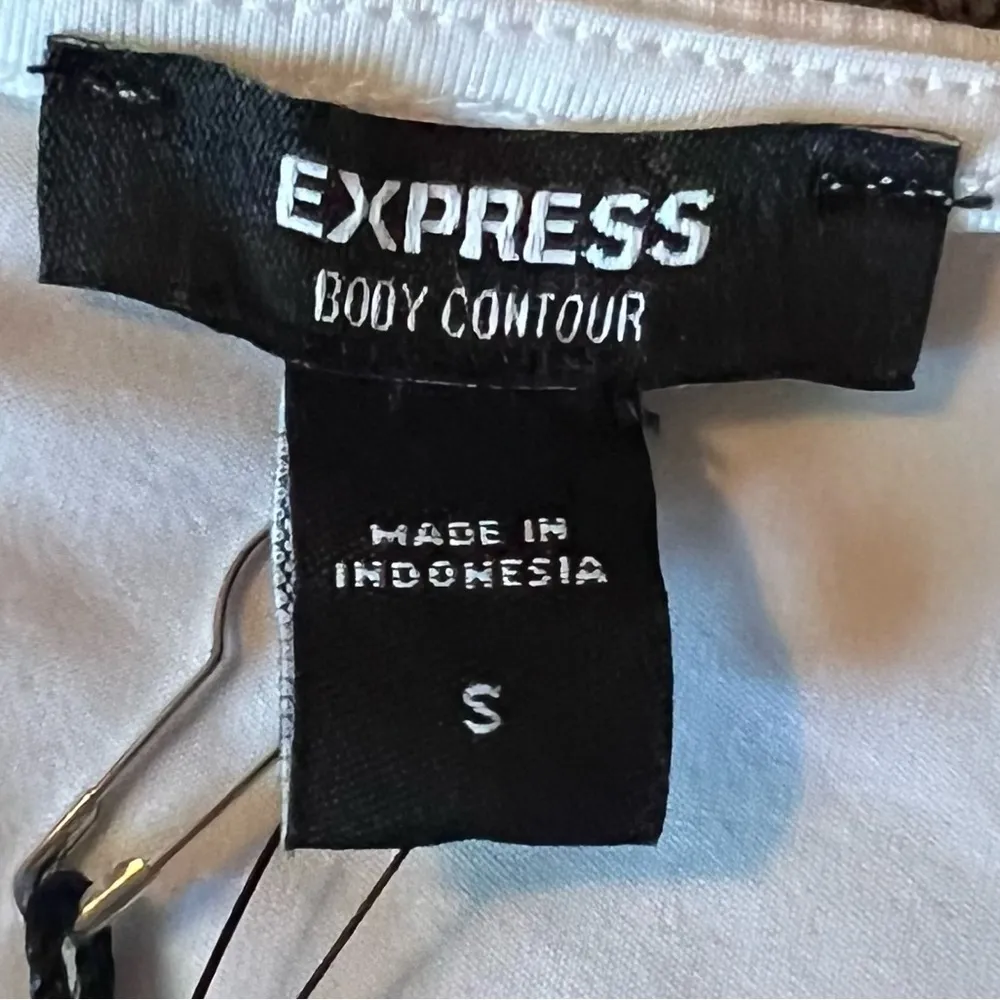 EXPRESS
BODY CONTOUR
MADE IN
INDONESIA
S